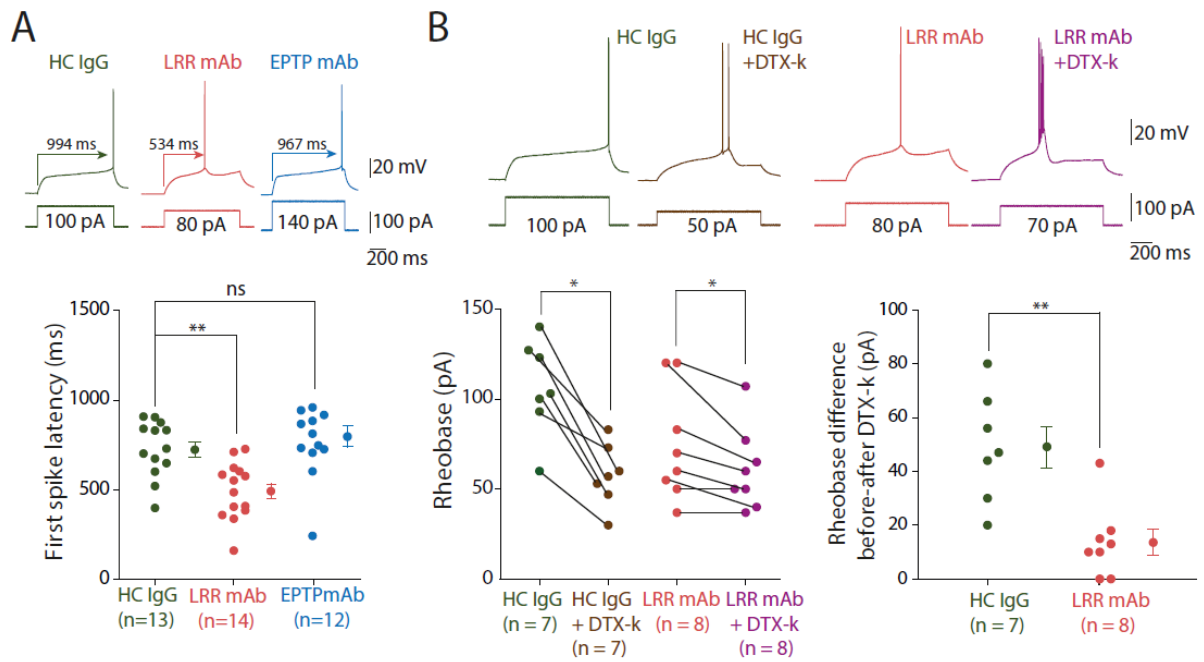 A
HC IgG
LRR mAb
EPTP mAb
994 ms
534 ms
967 ms
20 mV
100 pA
80 pA
140 pA
100 pA
200 ms
First spike latency (ms)
1500
1000
500
0
ns
**
HC IgG
(n=13)
LRR mAb
(n=14)
EPTPmAb
(n=12)
B
HC IgG
HC IgG
+DTX-k
LRR mAb
LRR mAb
+DTX-k
20 mV
100 pA
50 pA
80 pA
70 pA
100 pA
200 ms
Rheobase (pA)
150
100
50
0
*
*
HC IgG
(n = 7)
HC IgG
+ DTX-k
(n = 7)
LRR mAb
(n = 8)
LRR mAb
+ DTX-k
(n = 8)
Rheobase difference
before-after DTX-k (pA)
100
80
60
40
20
0
**
HC IgG
(n = 7)
LRR mAb
(n = 8)